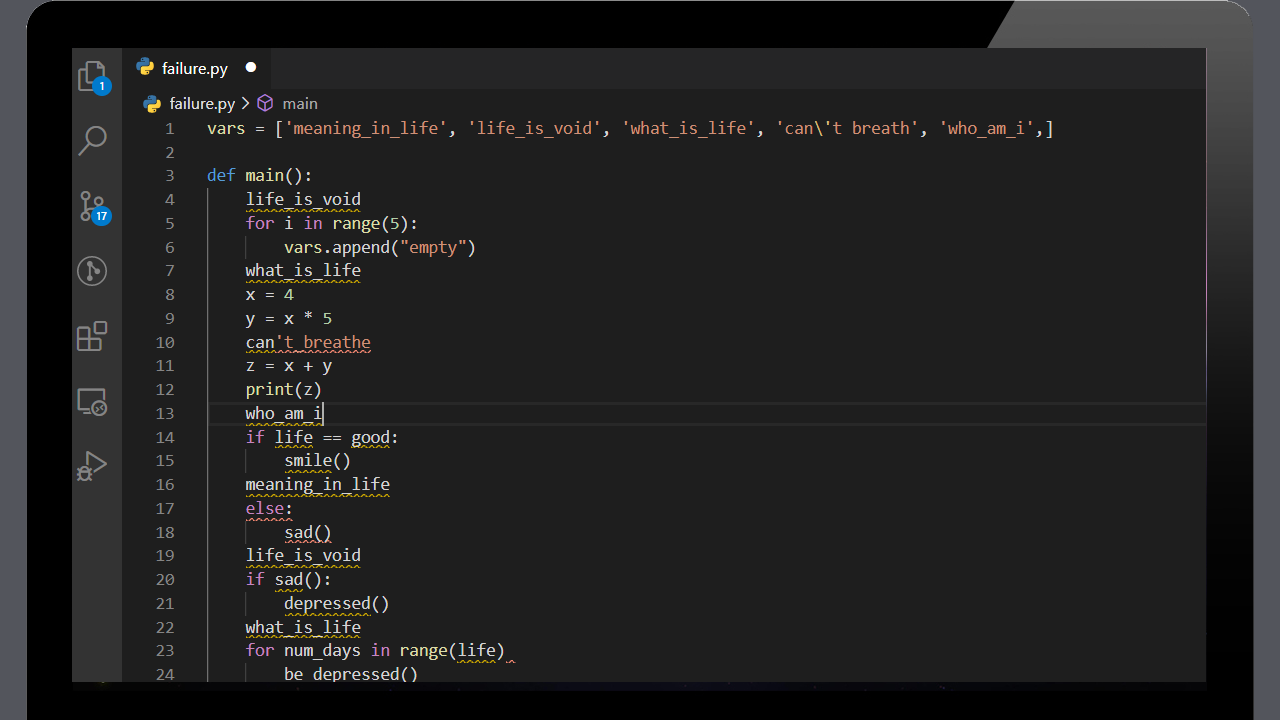 failure.py
failure.py > main
1 vars = ['meaning_in_life', 'life_is_void', 'what_is_life', 'can\'t breath', 'who_am_i',]
2
3 def main():
4 life_is_void
5 for i in range(5):
6 vars.append("empty")
7 what_is_life
8 x = 4
9 y = x * 5
10 can't_breathe
11 z = x + y
12 print(z)
13 who_am_i
14 if life == good:
15 smile()
16 meaning_in_life
17 else:
18 sad()
19 life_is_void
20 if sad():
21 depressed()
22 what_is_life
23 for num_days in range(life)
24 be_depressed()
1
17